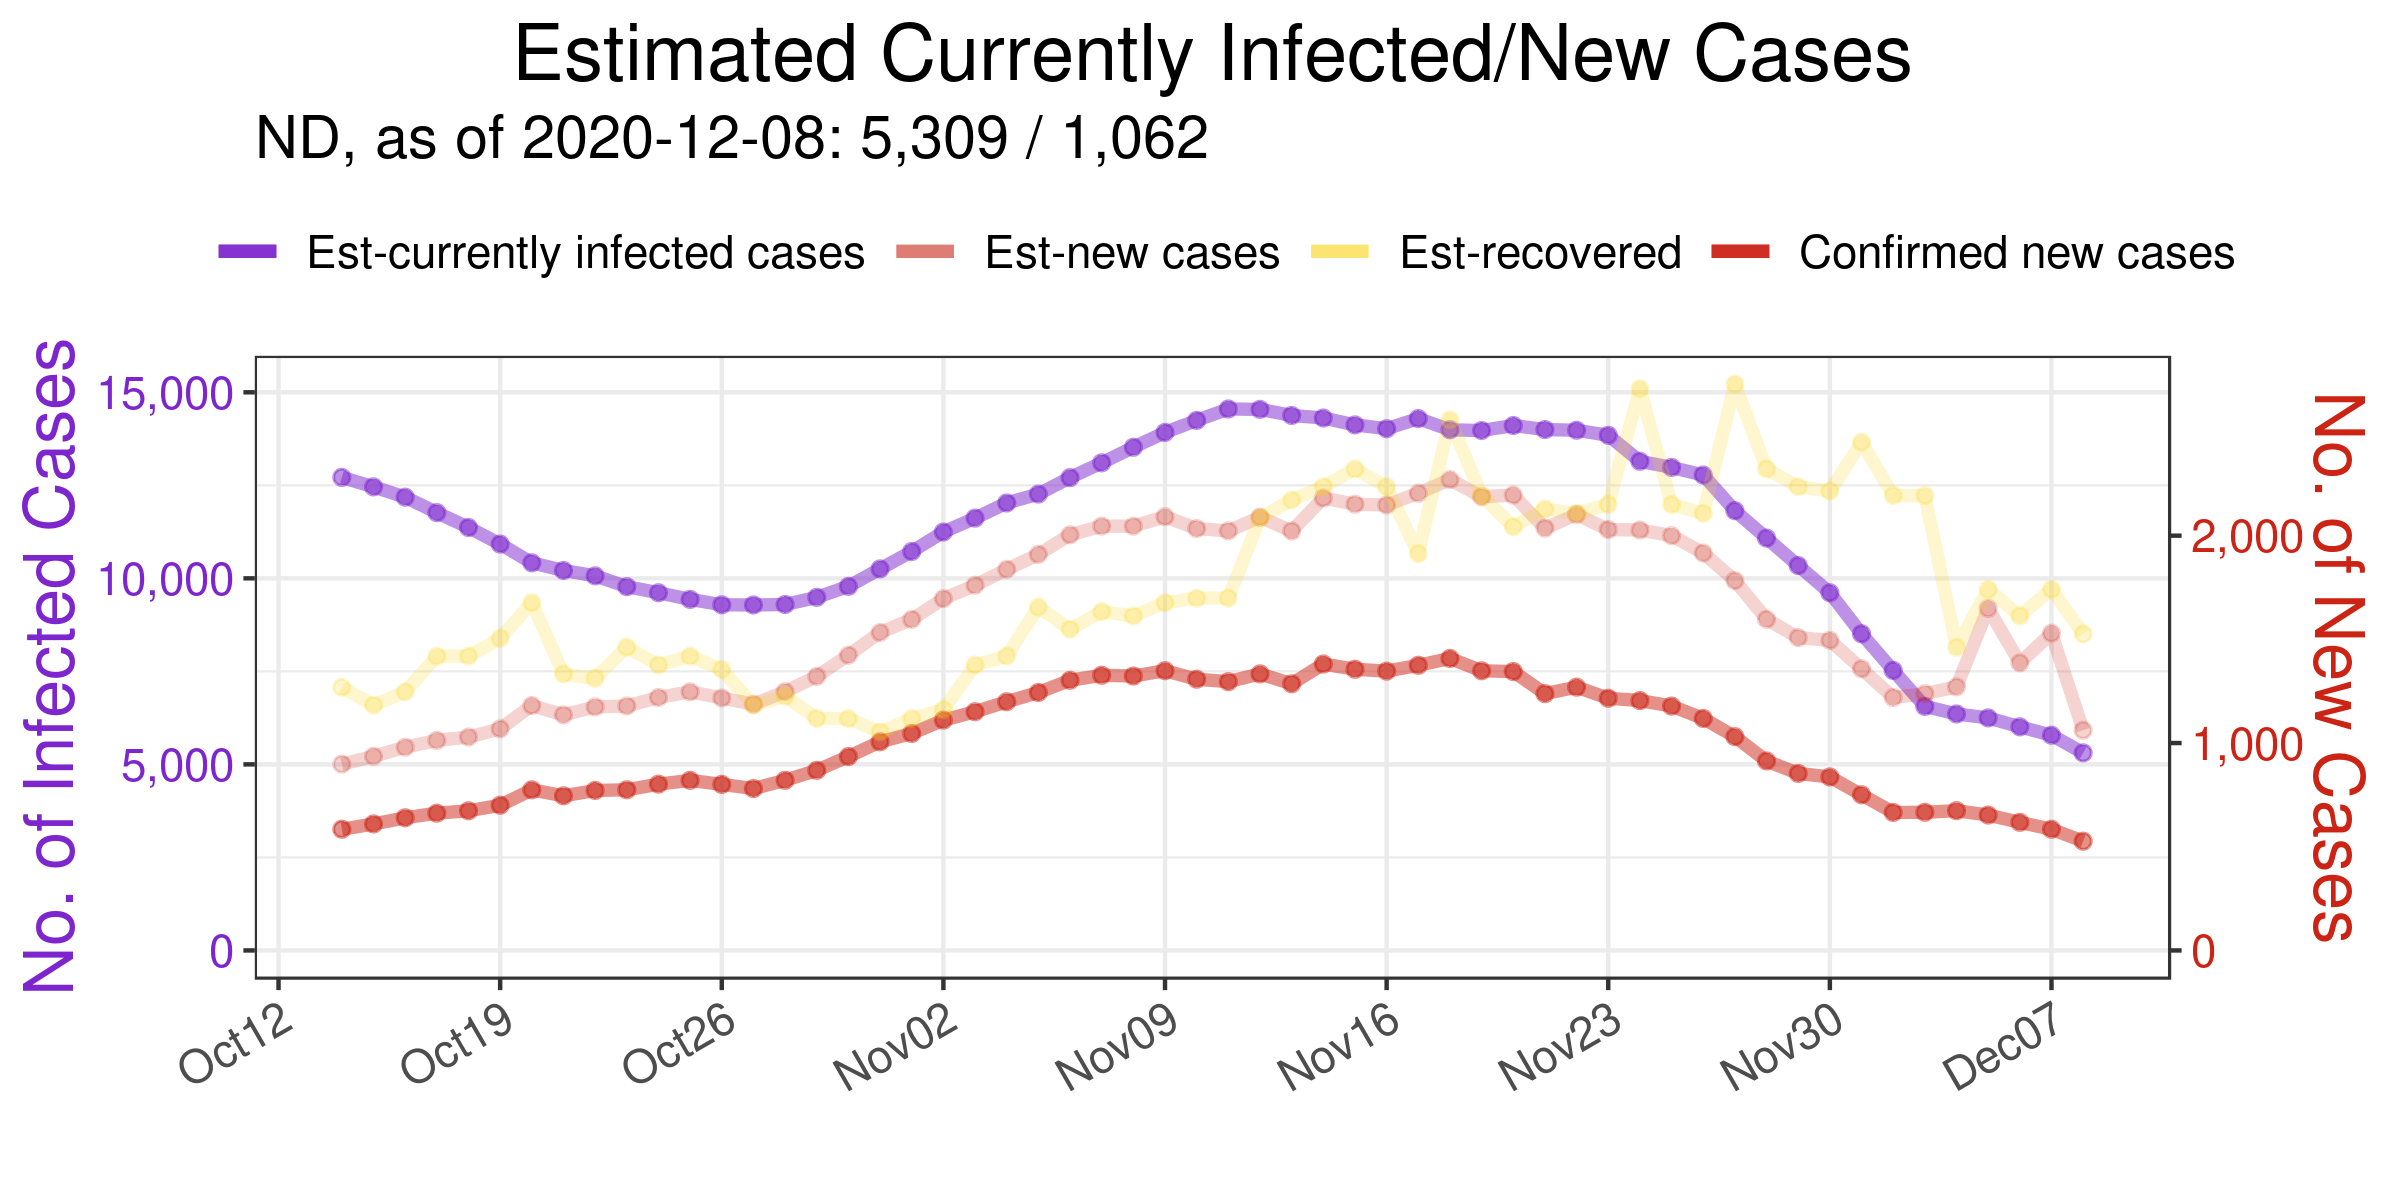 Estimated Currently Infected/New Cases
ND, as of 2020-12-08: 5,309 / 1,062
Est-currently infected cases
Est-new cases
Est-recovered
Confirmed new cases
No. of Infected Cases
15,000
10,000
5,000
0
2,000
1,000
0
No. of New Cases
Oct12
Oct19
Oct26
Nov02
Nov09
Nov16
Nov23
Nov30
Dec07